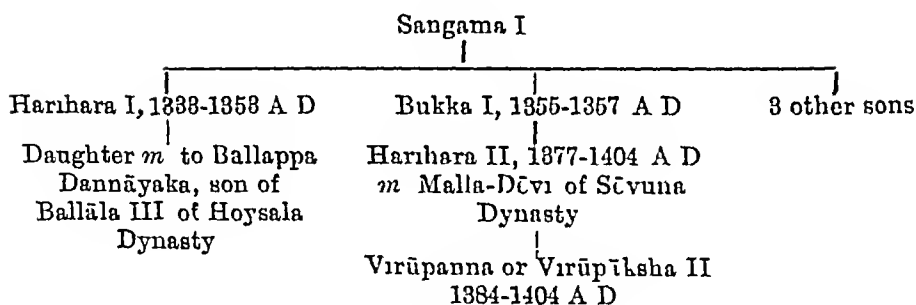 Sangama I
Harihara I, 1338-1358 A D
Bukka I, 1355-1357 A D
3 other sons
Daughter m to Ballappa
Dannāyaka, son of
Ballāla III of Hoysala
Dynasty
Harihara II, 1377-1404 A D
m Malla-Dēvi of Sēvuna
Dynasty
Virūpanna or Virūpāksha II
1384-1404 A D